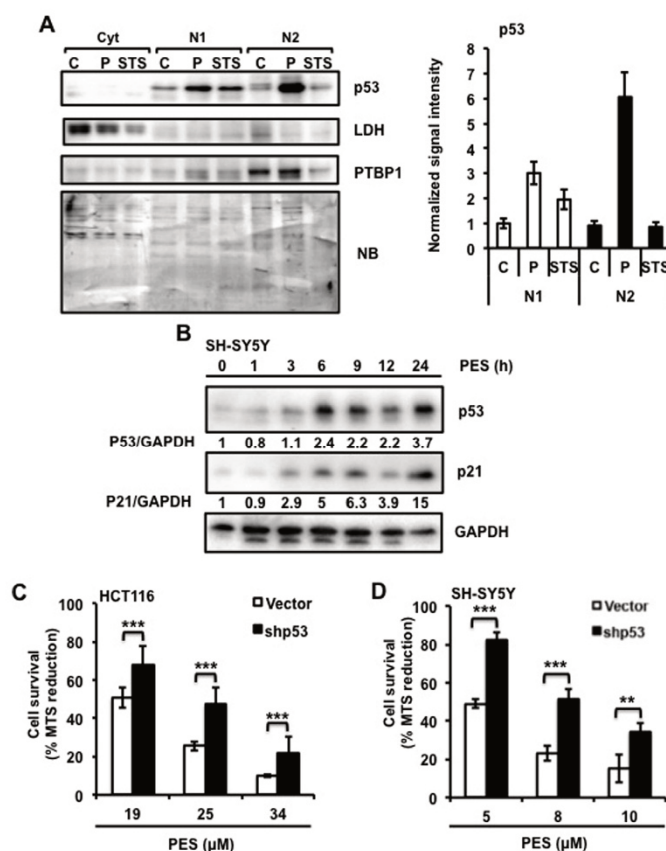 A
Cyt N1 N2
C P STS C P STS C P STS
p53
LDH
PTBP1
NB
p53
Normalized signal intensity
8
7
6
5
4
3
2
1
0
C P STS C P STS
N1 N2
B
SH-SY5Y
0 1 3 6 9 12 24 PES (h)
p53
P53/GAPDH 1 0.8 1.1 2.4 2.2 2.2 3.7
p21
P21/GAPDH 1 0.9 2.9 5 6.3 3.9 15
GAPDH
C
HCT116
Vector
shp53
Cell survival
(% MTS reduction)
100
80
60
40
20
0
*** *** ***
19 25 34
PES (µM)
D
SH-SY5Y
Vector
shp53
Cell survival
(% MTS reduction)
100
80
60
40
20
0
*** *** **
5 8 10
PES (µM)